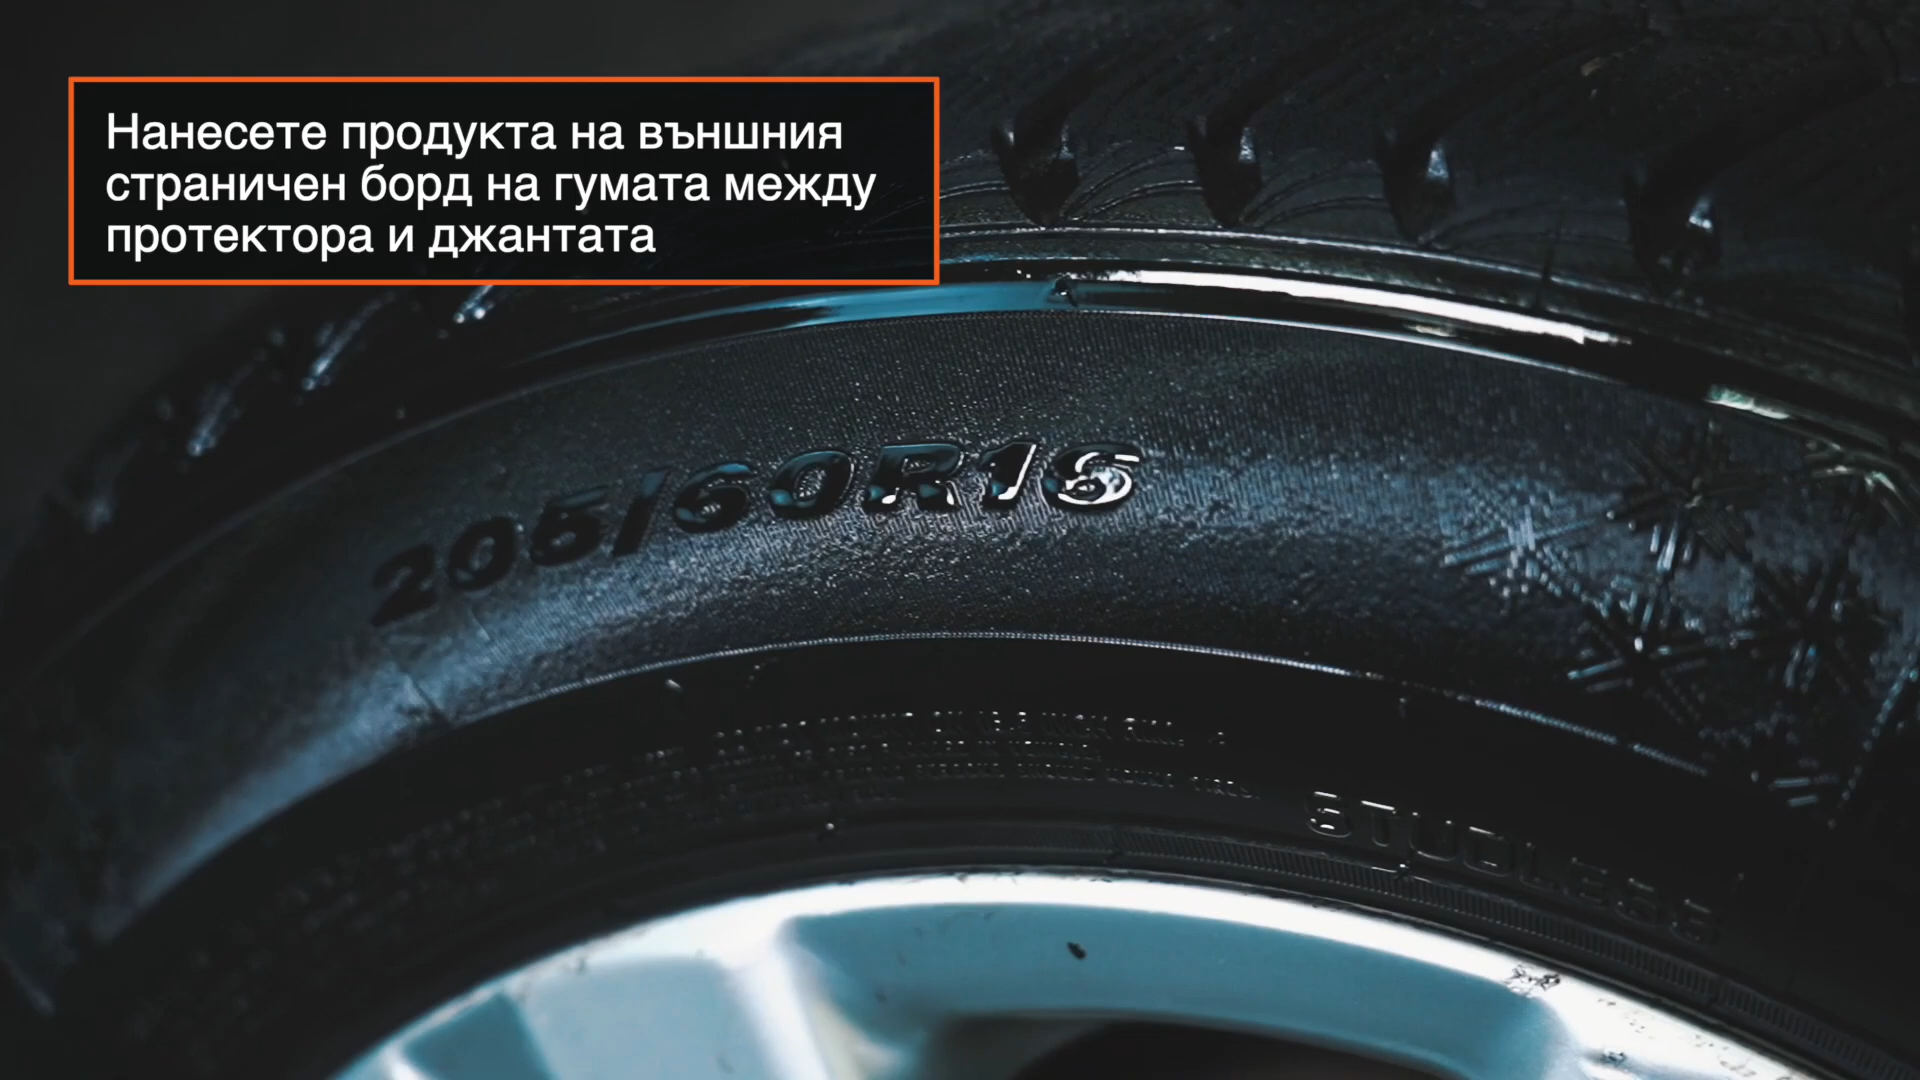 Нанесете продукта на външния
страничен борд на гумата между
протектора и джантата
205/60R16
STUDLESS